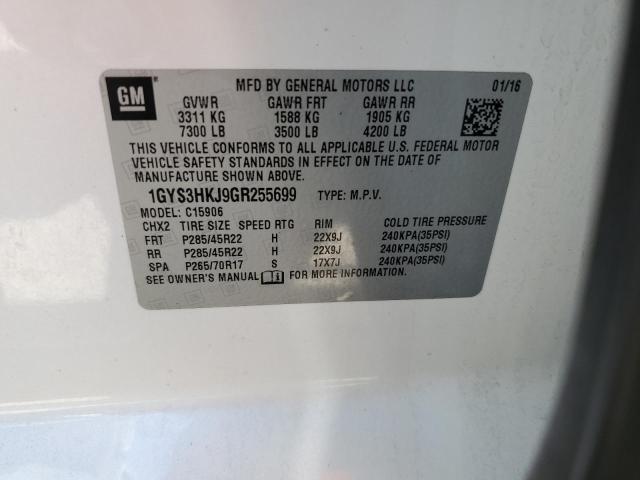 GM
MFD BY GENERAL MOTORS LLC 01/16
GVWR GAWR FRT GAWR RR
3311 KG 1588 KG 1905 KG
7300 LB 3500 LB 4200 LB
THIS VEHICLE CONFORMS TO ALL APPLICABLE U.S. FEDERAL MOTOR
VEHICLE SAFETY STANDARDS IN EFFECT ON THE DATE OF
MANUFACTURE SHOWN ABOVE.
1GYS3HKJ9GR255699 TYPE: M.P.V.
MODEL: C15906
CHX2 TIRE SIZE SPEED RTG RIM COLD TIRE PRESSURE
FRT P285/45R22 H 22X9J 240KPA(35PSI)
RR P285/45R22 H 22X9J 240KPA(35PSI)
SPA P265/70R17 S 17X7J 240KPA(35PSI)
SEE OWNER'S MANUAL FOR MORE INFORMATION.